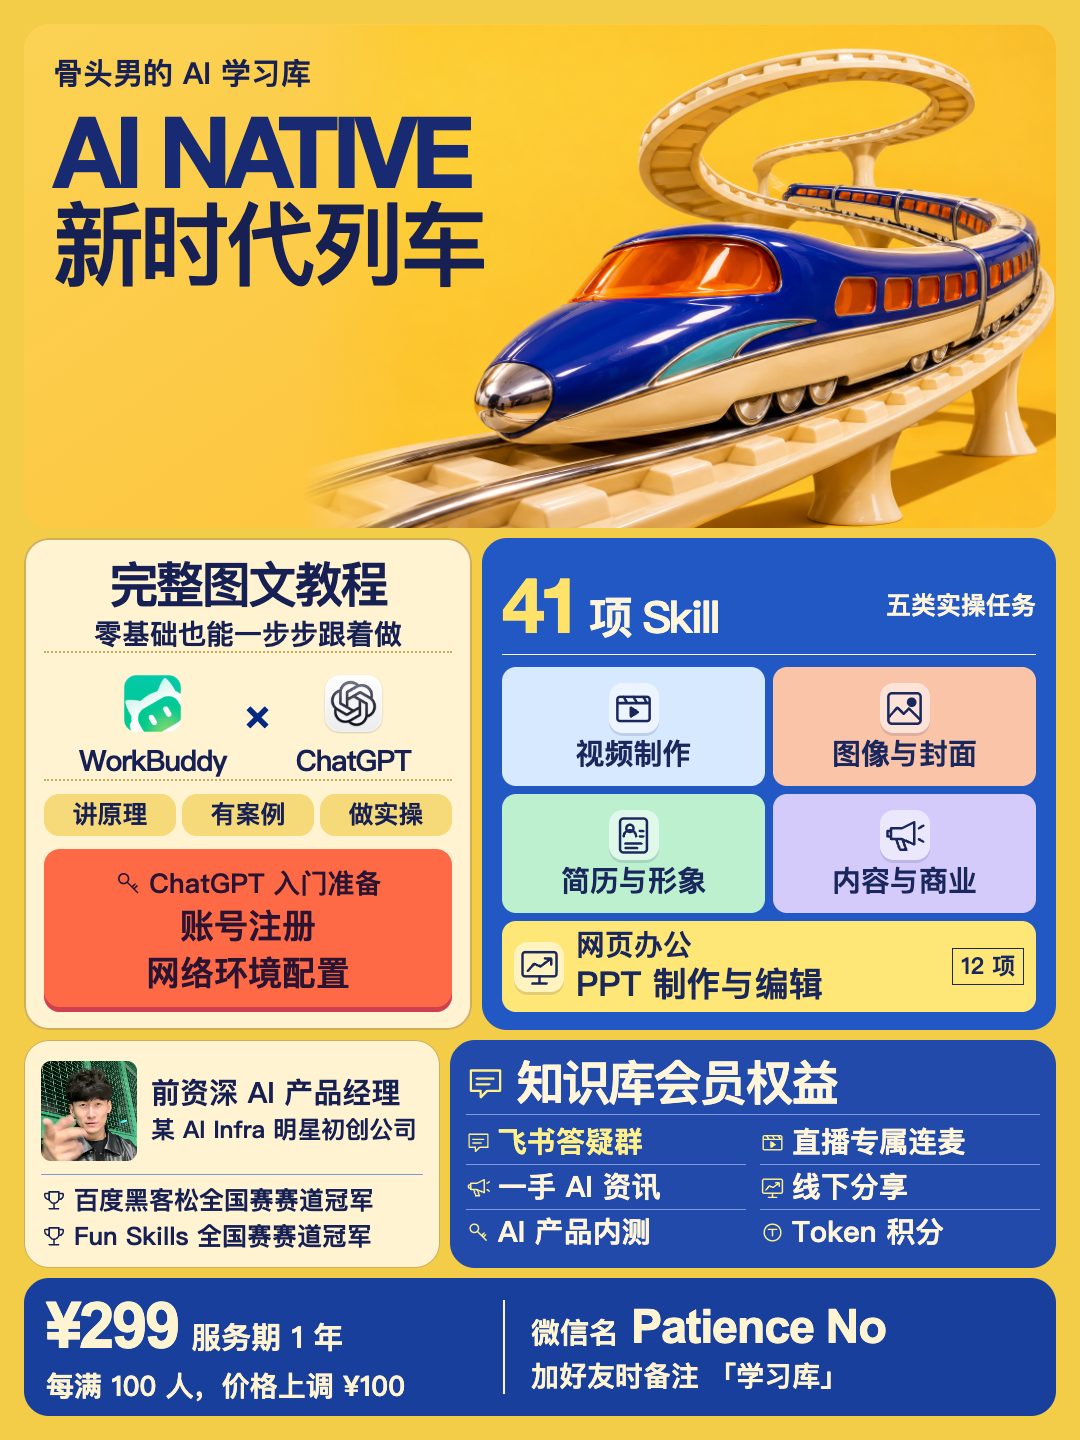 骨头男的 AI 学习库
AI NATIVE
新时代列车
完整图文教程
零基础也能一步步跟着做
WorkBuddy × ChatGPT
讲原理 有案例 做实操
ChatGPT 入门准备
账号注册
网络环境配置
41 项 Skill 五类实操任务
视频制作 图像与封面
简历与形象 内容与商业
网页办公
PPT 制作与编辑 12 项
前资深 AI 产品经理
某 AI Infra 明星初创公司
百度黑客松全国赛赛道冠军
Fun Skills 全国赛赛道冠军
知识库会员权益
飞书答疑群 直播专属连麦
一手 AI 资讯 线下分享
AI 产品内测 Token 积分
¥299 服务期 1 年
每满 100 人，价格上调 ¥100
微信名 Patience No
加好友时备注 「学习库」